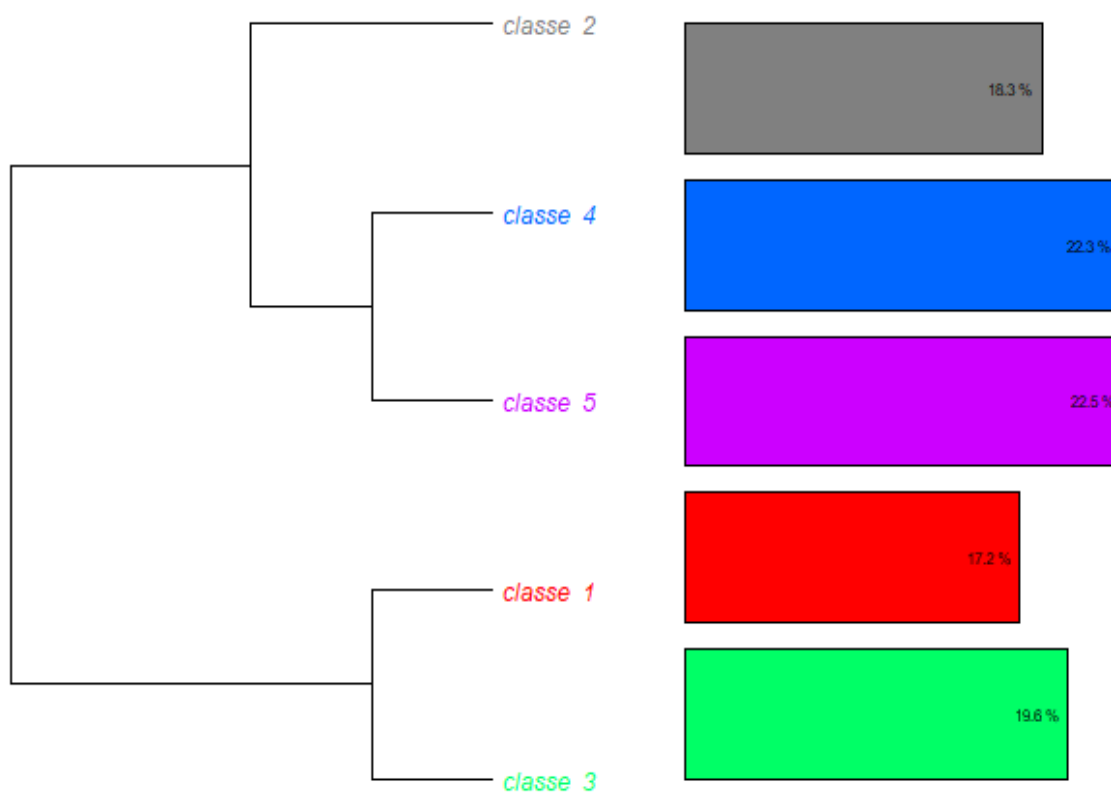 classe 2
18.3 %
classe 4
22.3 %
classe 5
22.5 %
classe 1
17.2 %
19.6 %
classe 3